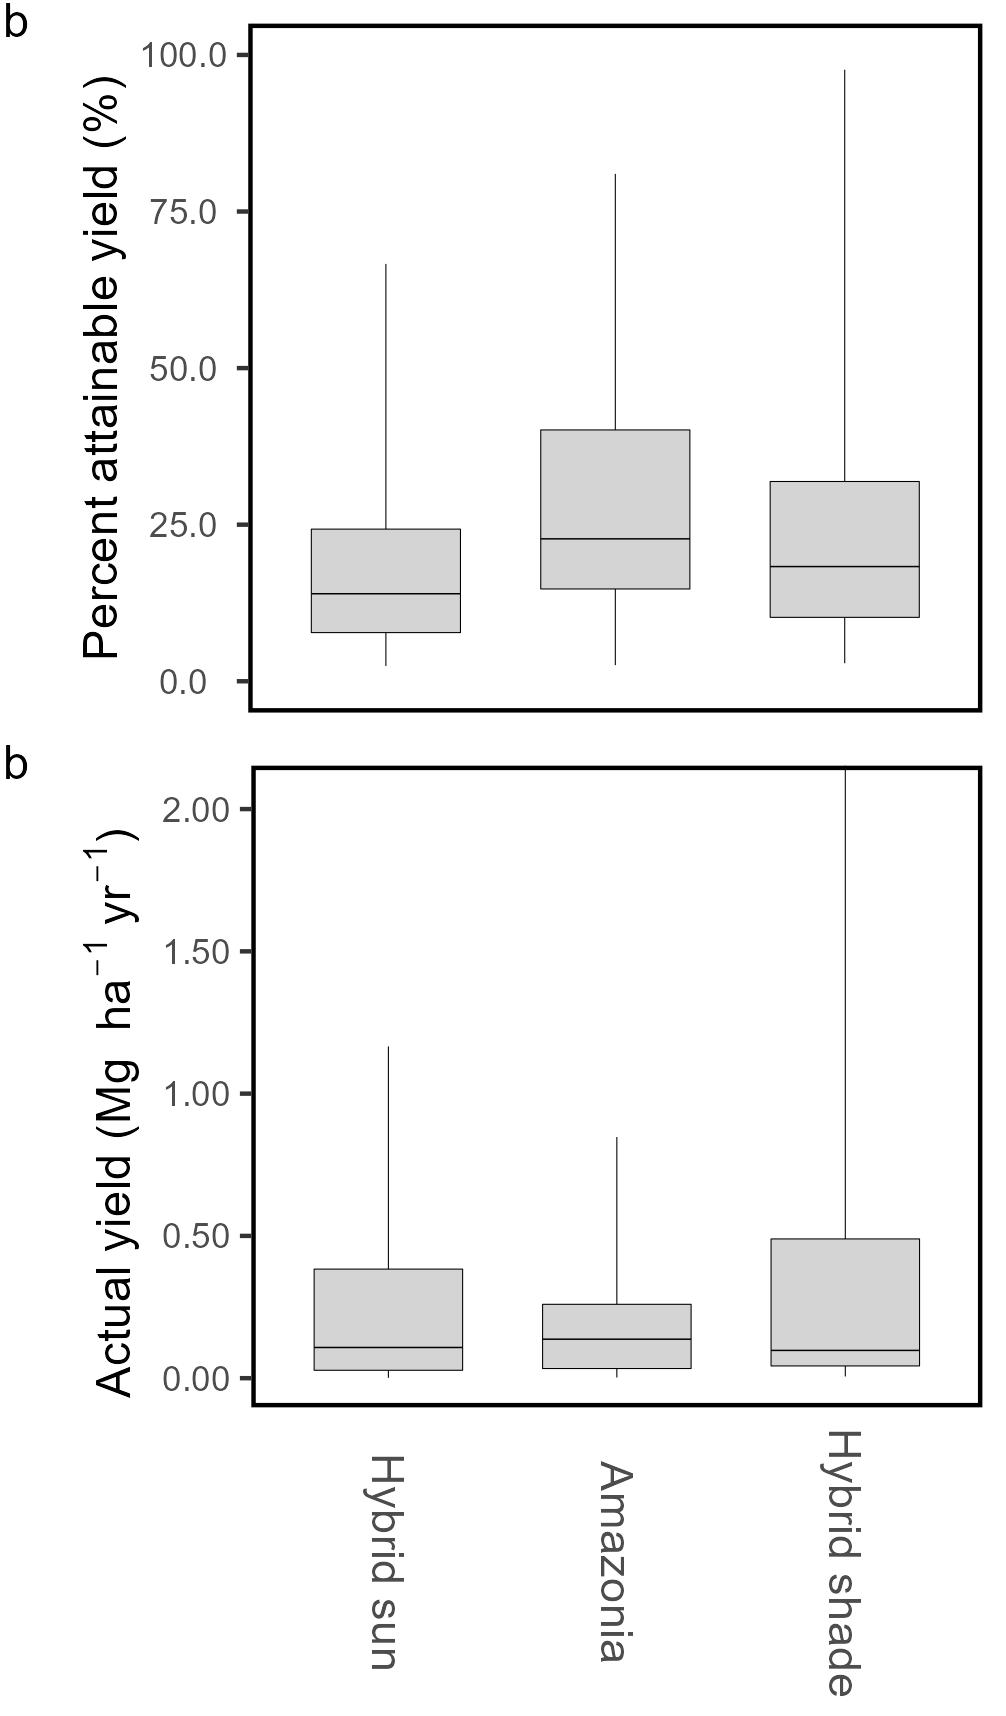 b
Percent attainable yield (%)
100.0
75.0
50.0
25.0
0.0
b
Actual yield (Mg ha⁻¹ yr⁻¹)
2.00
1.50
1.00
0.50
0.00
Hybrid sun
Amazonia
Hybrid shade